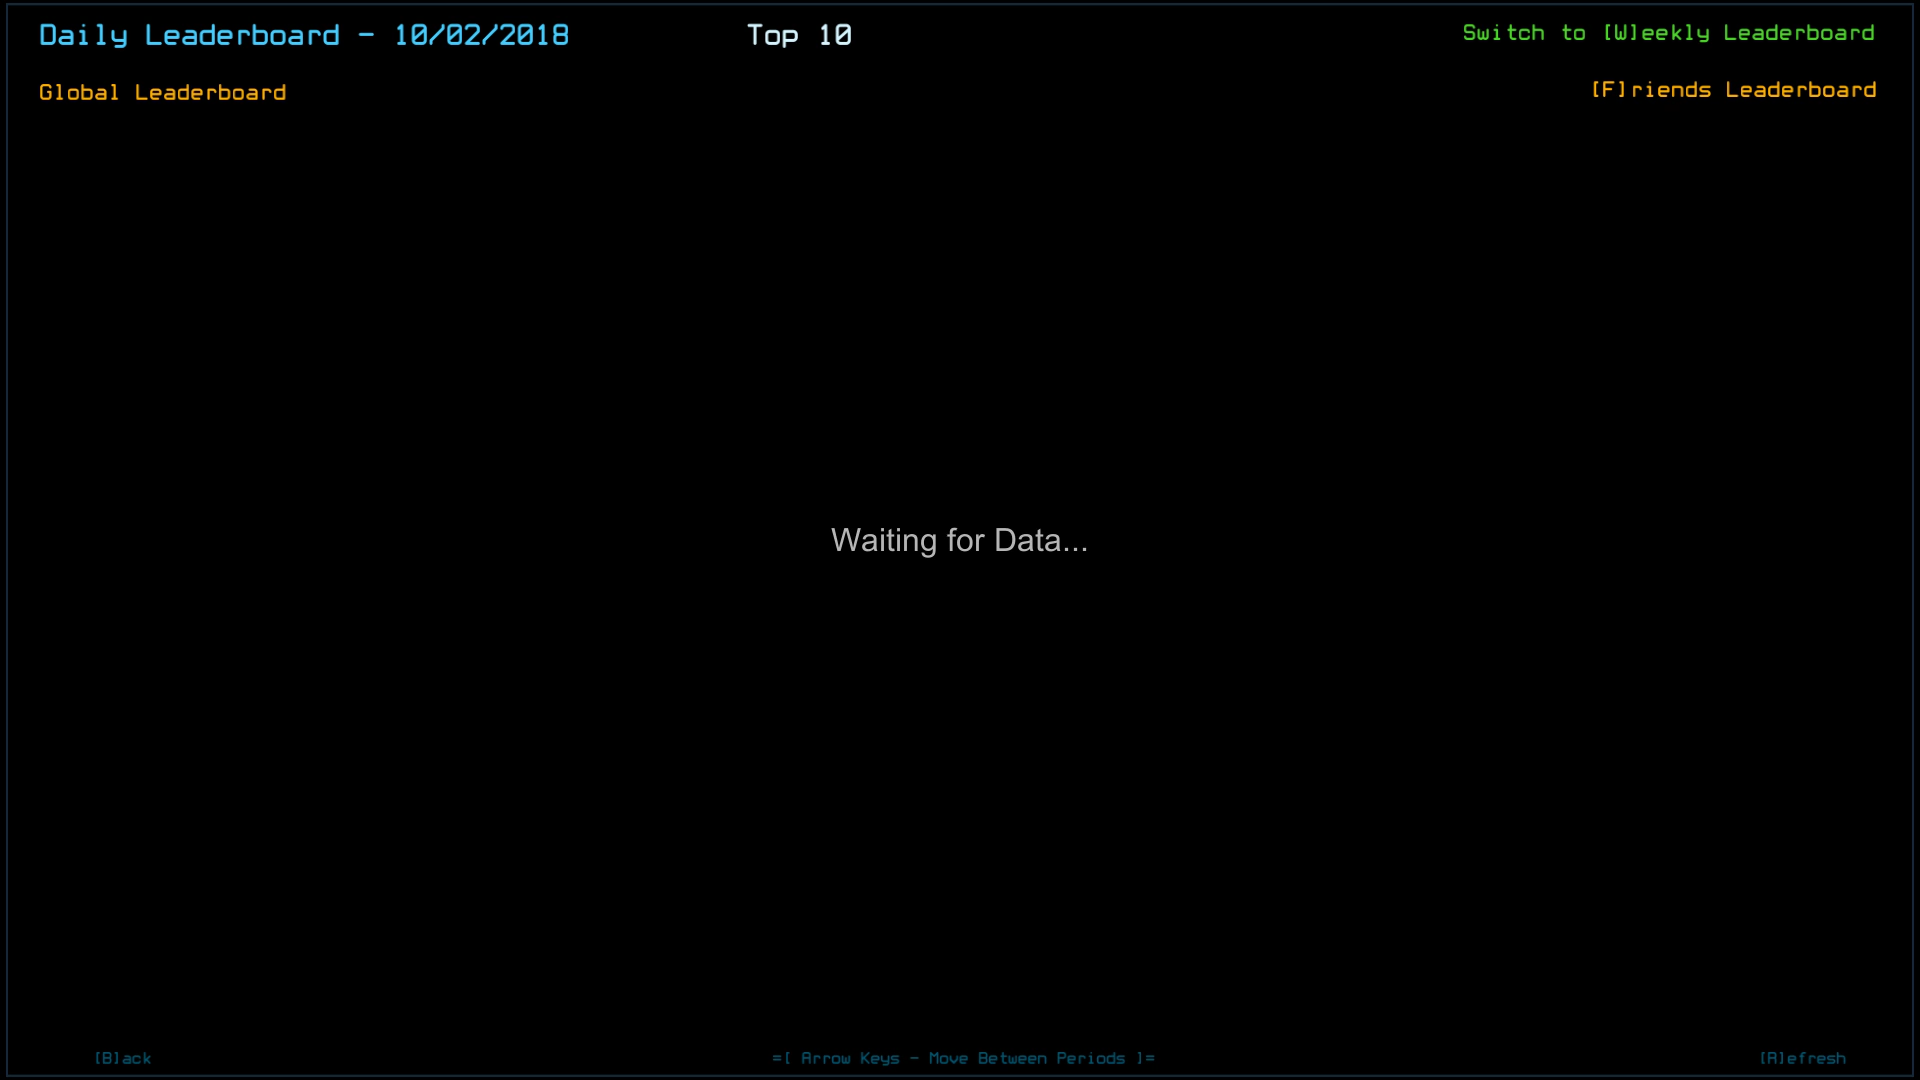 Daily Leaderboard - 10/02/2018 Top 10 Switch to [W]eekly Leaderboard
Global Leaderboard [F]riends Leaderboard
Waiting for Data...
[B]ack =[ Arrow Keys - Move Between Periods ]= [R]efresh